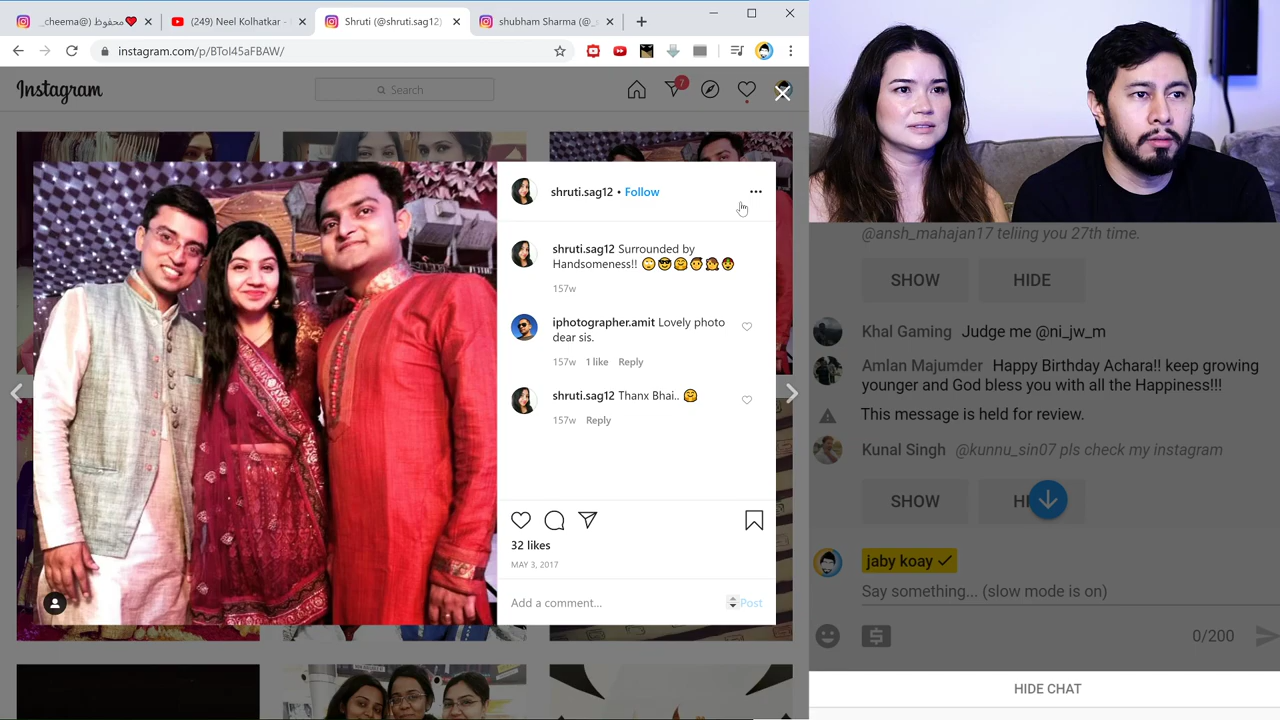 محفوظ❤ (@_cheema
(249) Neel Kolhatkar -
Shruti (@shruti.sag12)
shubham Sharma (@_s
instagram.com/p/BToI45aFBAW/
Instagram
Search
7
shruti.sag12 • Follow
shruti.sag12 Surrounded by
Handsomeness!! 🙄😎🤗
157w
iphotographer.amit Lovely photo
dear sis.
157w 1 like Reply
shruti.sag12 Thanx Bhai.. 🤗
157w Reply
32 likes
MAY 3, 2017
Add a comment...
Post
@ansh_mahajan17 teliing you 27th time.
SHOW HIDE
Khal Gaming Judge me @ni_jw_m
Amlan Majumder Happy Birthday Achara!! keep growing
younger and God bless you with all the Happiness!!!
This message is held for review.
Kunal Singh @kunnu_sin07 pls check my instagram
SHOW HI
jaby koay ✓
Say something... (slow mode is on)
0/200
HIDE CHAT